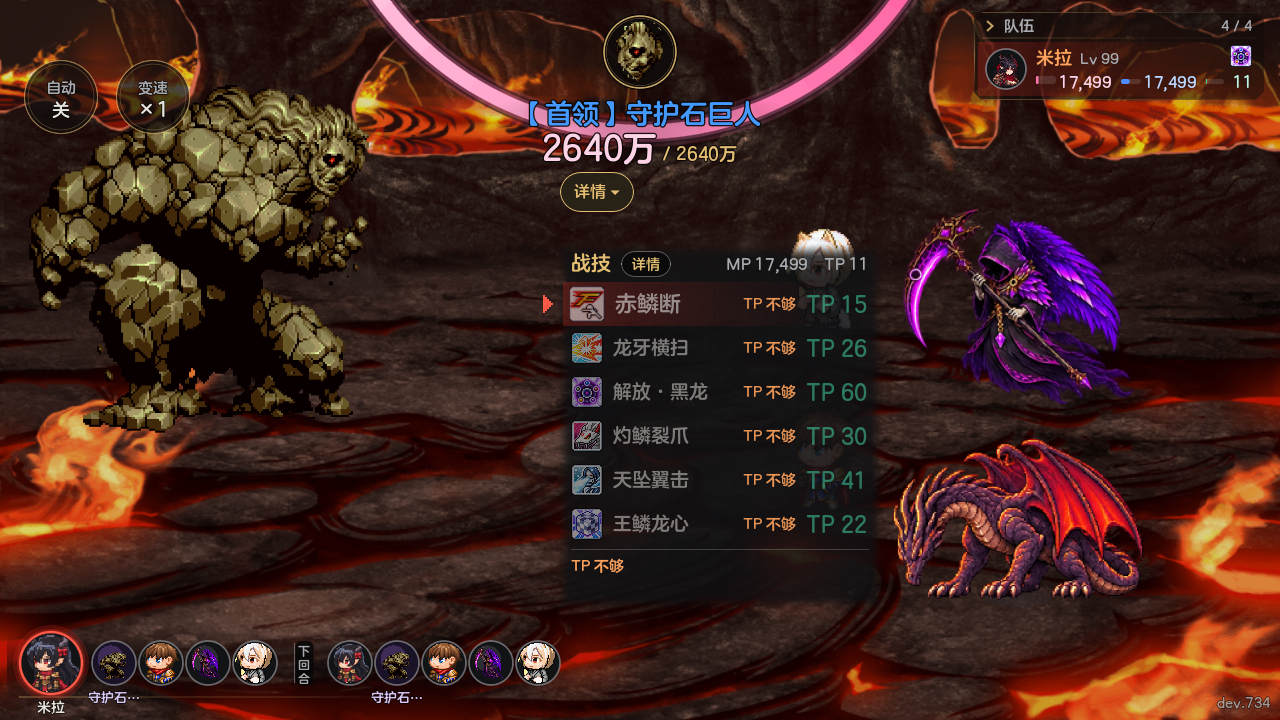 自动
关
变速
×1
【首领】守护石巨人
2640万 / 2640万
详情
队伍 4 / 4
米拉 Lv 99
17,499 17,499 11
战技 详情 MP 17,499 TP 11
赤鳞断 TP 不够 TP 15
龙牙横扫 TP 不够 TP 26
解放·黑龙 TP 不够 TP 60
灼鳞裂爪 TP 不够 TP 30
天坠翼击 TP 不够 TP 41
王鳞龙心 TP 不够 TP 22
TP 不够
米拉
守护石…
下回合
守护石…
dev.734